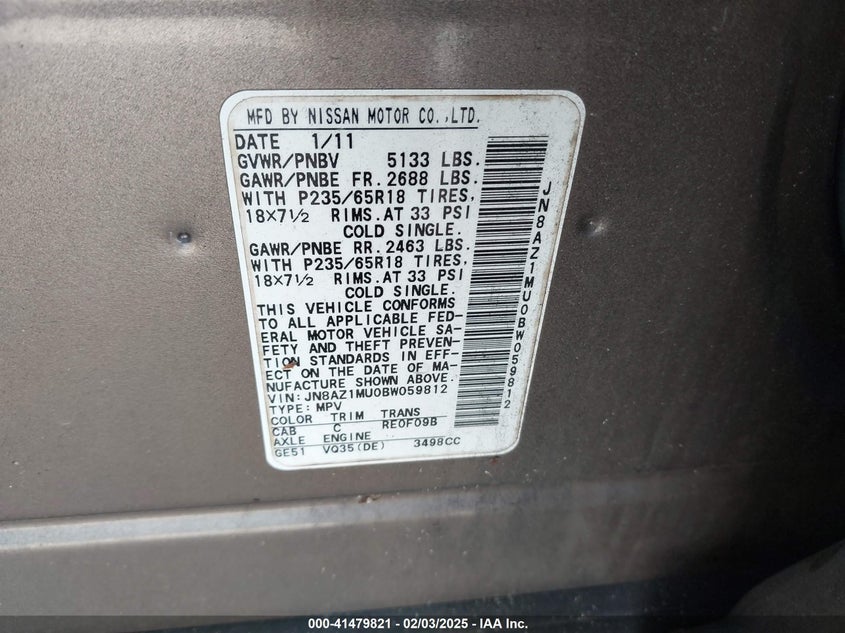 MFD BY NISSAN MOTOR CO.,LTD.
DATE 1/11
GVWR/PNBV 5133 LBS.
GAWR/PNBE FR. 2688 LBS.
WITH P235/65R18 TIRES,
18×7½ RIMS.AT 33 PSI
COLD SINGLE.
GAWR/PNBE RR. 2463 LBS.
WITH P235/65R18 TIRES,
18×7½ RIMS.AT 33 PSI
COLD SINGLE.
THIS VEHICLE CONFORMS
TO ALL APPLICABLE FED-
ERAL MOTOR VEHICLE SA-
FETY AND THEFT PREVEN-
TION STANDARDS IN EFF-
ECT ON THE DATE OF MA-
NUFACTURE SHOWN ABOVE.
VIN: JN8AZ1MU0BW059812
TYPE: MPV
COLOR TRIM TRANS
CAB C RE0F09B
AXLE ENGINE
GE51 VQ35(DE) 3498CC
JN8AZ1MU0BW059812
000-41479821 - 02/03/2025 - IAA Inc.